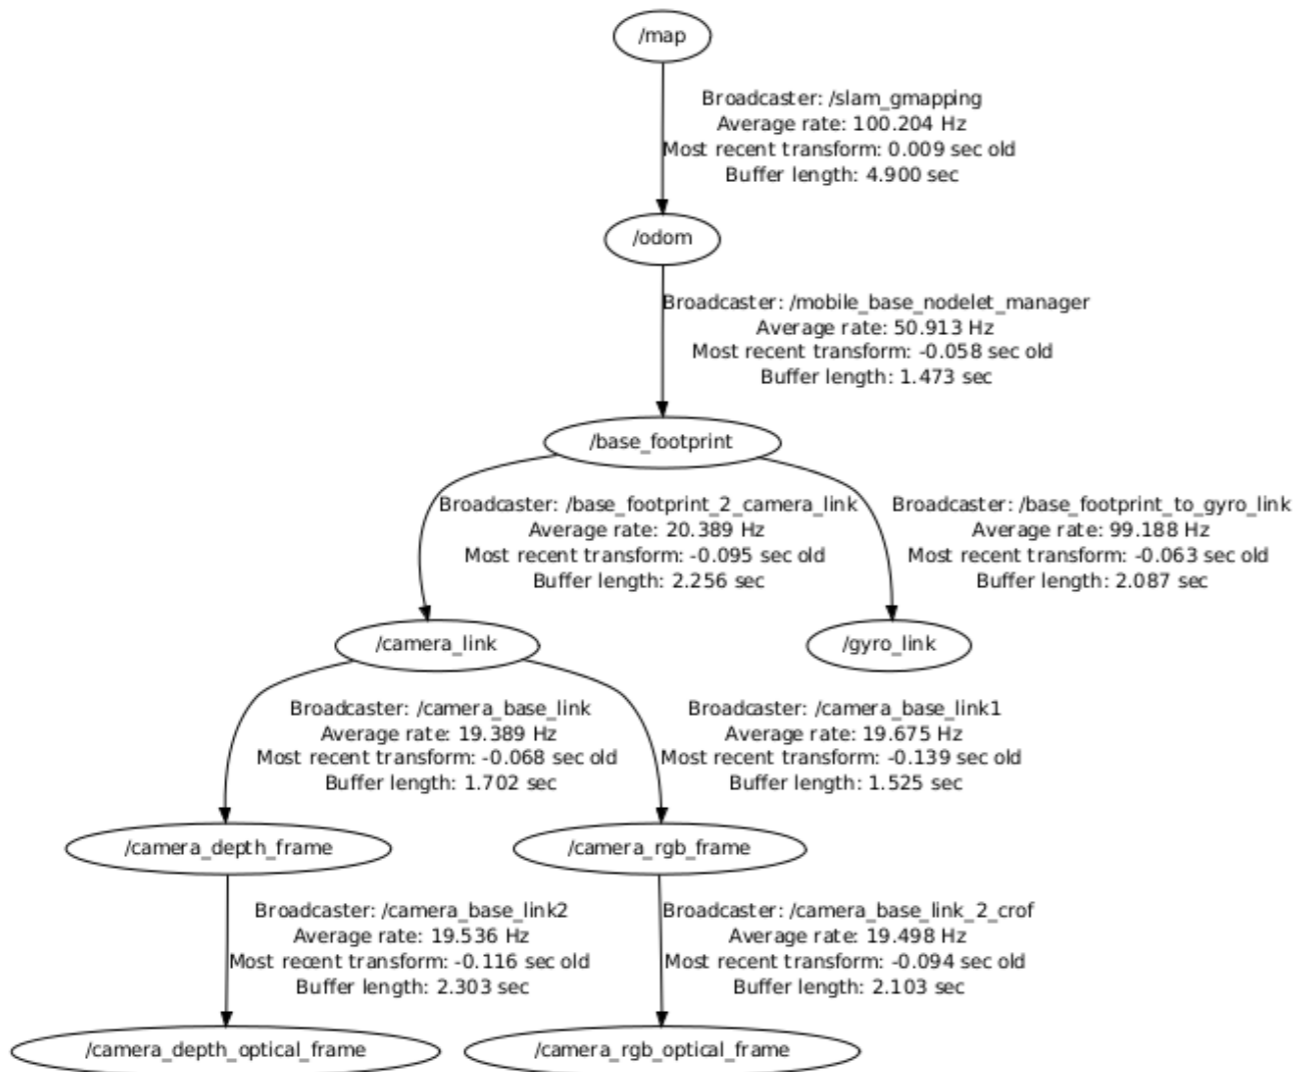 /map
Broadcaster: /slam_gmapping
Average rate: 100.204 Hz
Most recent transform: 0.009 sec old
Buffer length: 4.900 sec
/odom
Broadcaster: /mobile_base_nodelet_manager
Average rate: 50.913 Hz
Most recent transform: -0.058 sec old
Buffer length: 1.473 sec
/base_footprint
Broadcaster: /base_footprint_2_camera_link
Average rate: 20.389 Hz
Most recent transform: -0.095 sec old
Buffer length: 2.256 sec
Broadcaster: /base_footprint_to_gyro_link
Average rate: 99.188 Hz
Most recent transform: -0.063 sec old
Buffer length: 2.087 sec
/camera_link
/gyro_link
Broadcaster: /camera_base_link
Average rate: 19.389 Hz
Most recent transform: -0.068 sec old
Buffer length: 1.702 sec
Broadcaster: /camera_base_link1
Average rate: 19.675 Hz
Most recent transform: -0.139 sec old
Buffer length: 1.525 sec
/camera_depth_frame
/camera_rgb_frame
Broadcaster: /camera_base_link2
Average rate: 19.536 Hz
Most recent transform: -0.116 sec old
Buffer length: 2.303 sec
Broadcaster: /camera_base_link_2_crof
Average rate: 19.498 Hz
Most recent transform: -0.094 sec old
Buffer length: 2.103 sec
/camera_depth_optical_frame
/camera_rgb_optical_frame